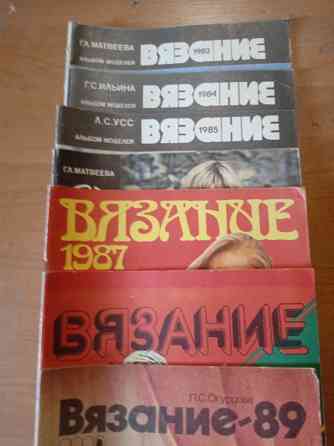 Г.А. МАТВЕЕВА
АЛЬБОМ МОДЕЛЕЙ
ВЯЗАНИЕ
1983
Г.С. ИЛЬИНА
АЛЬБОМ МОДЕЛЕЙ
ВЯЗАНИЕ
1984
Л.С. УСС
АЛЬБОМ МОДЕЛЕЙ
ВЯЗАНИЕ
1985
Г.А. МАТВЕЕВА
ВЯЗАНИЕ
1987
ВЯЗАНИЕ
Вязание-89